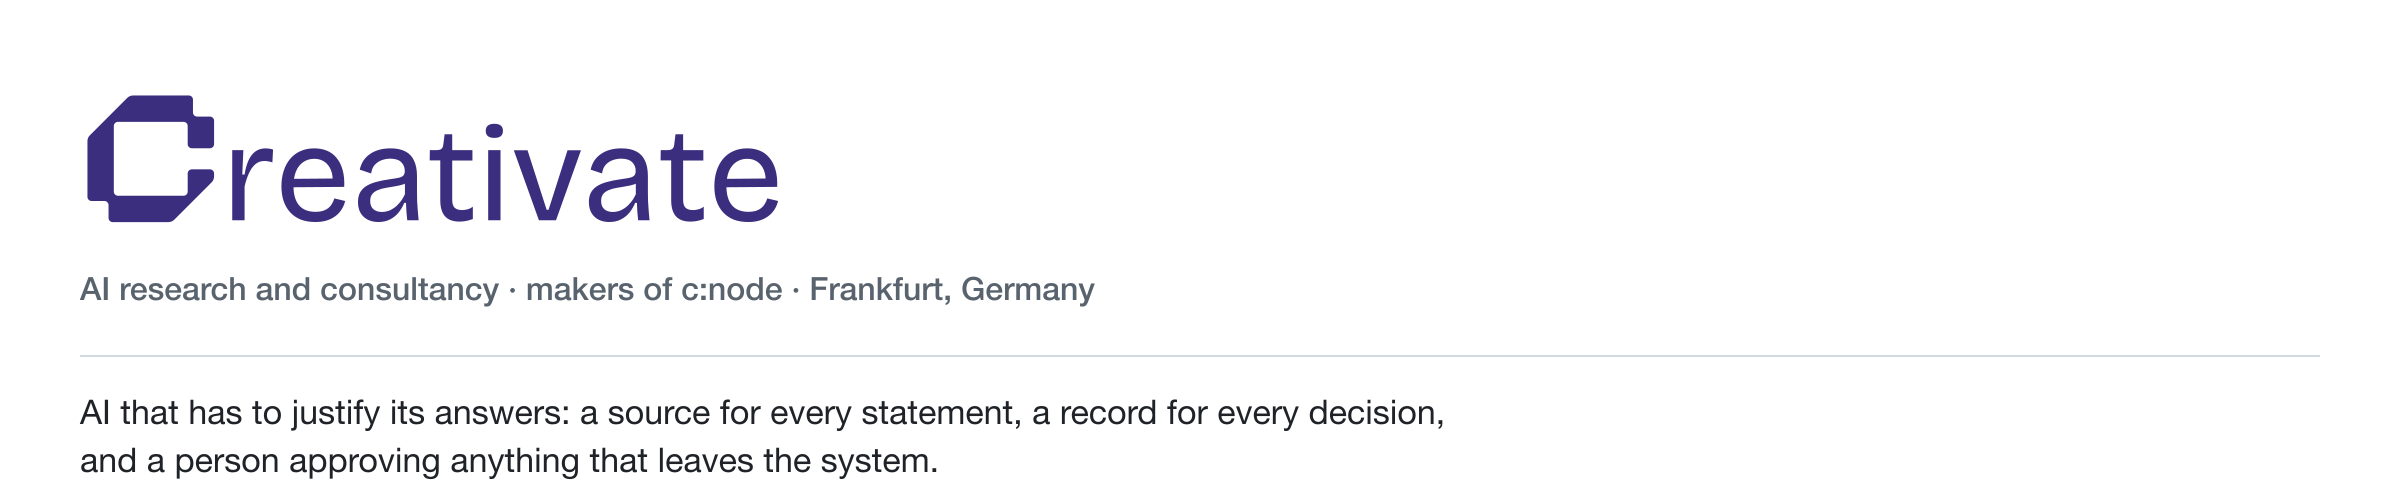 Creativate
AI research and consultancy · makers of c:node · Frankfurt, Germany
AI that has to justify its answers: a source for every statement, a record for every decision,
and a person approving anything that leaves the system.